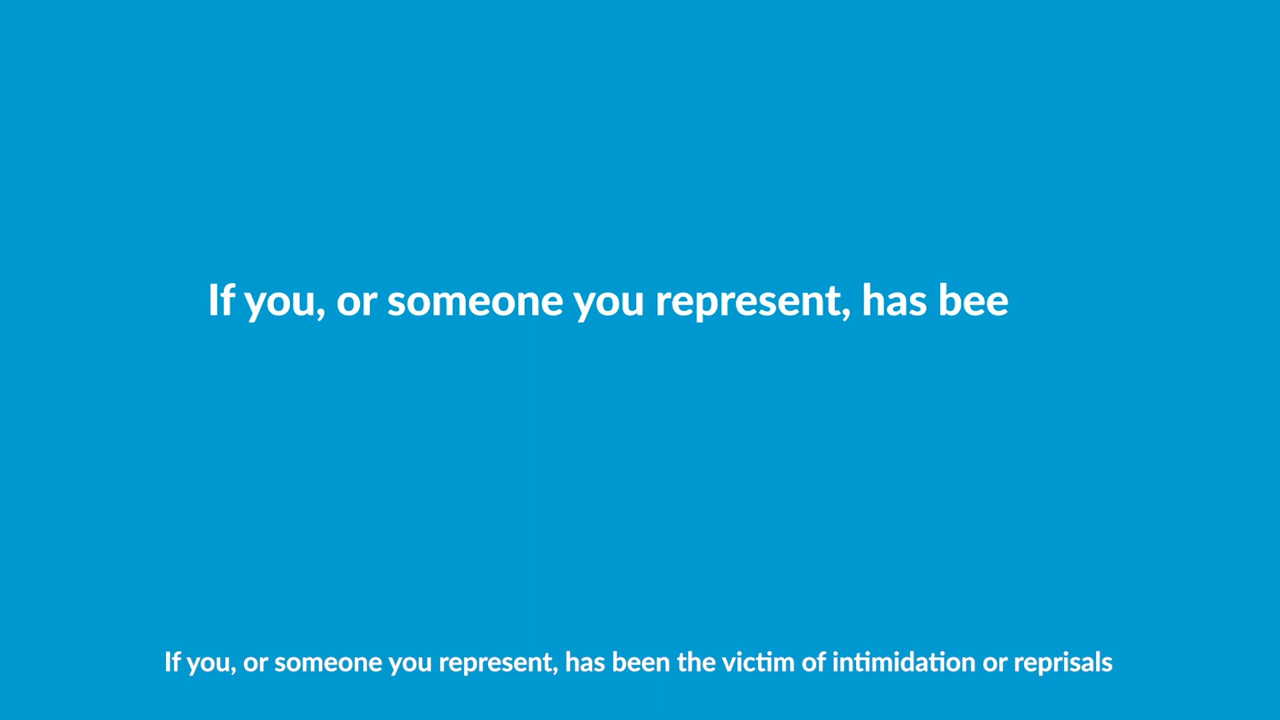 If you, or someone you represent, has bee
If you, or someone you represent, has been the victim of intimidation or reprisals